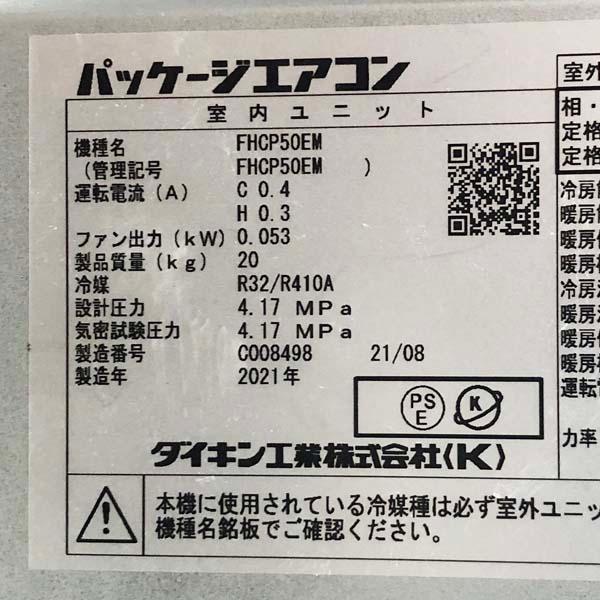 パッケージエアコン
室内ユニット
機種名 FHCP50EM
(管理記号 FHCP50EM )
運転電流(A) C 0.4
H 0.3
ファン出力(kW) 0.053
製品質量(kg) 20
冷媒 R32/R410A
設計圧力 4.17 MPa
気密試験圧力 4.17 MPa
製造番号 C008498 21/08
製造年 2021年
PS
E
K
ダイキン工業株式会社(K)
本機に使用されている冷媒種は必ず室外ユニッ
機種名銘板でご確認ください。
室外
相・
定格
定格
冷房
暖房
暖房
暖房
冷房
暖房
暖房
暖房
運転
力率